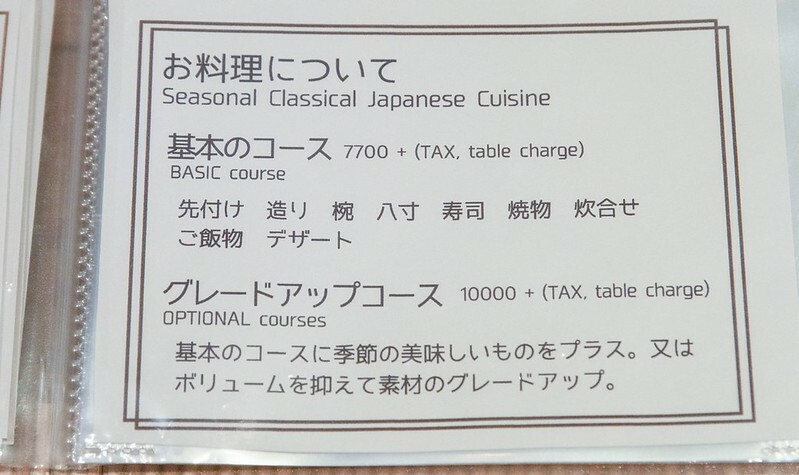 お料理について
Seasonal Classical Japanese Cuisine
基本のコース 7700 + (TAX, table charge)
BASIC course
先付け 造り 椀 八寸 寿司 焼物 炊合せ
ご飯物 デザート
グレードアップコース 10000 + (TAX, table charge)
OPTIONAL courses
基本のコースに季節の美味しいものをプラス。又は
ボリュームを抑えて素材のグレードアップ。